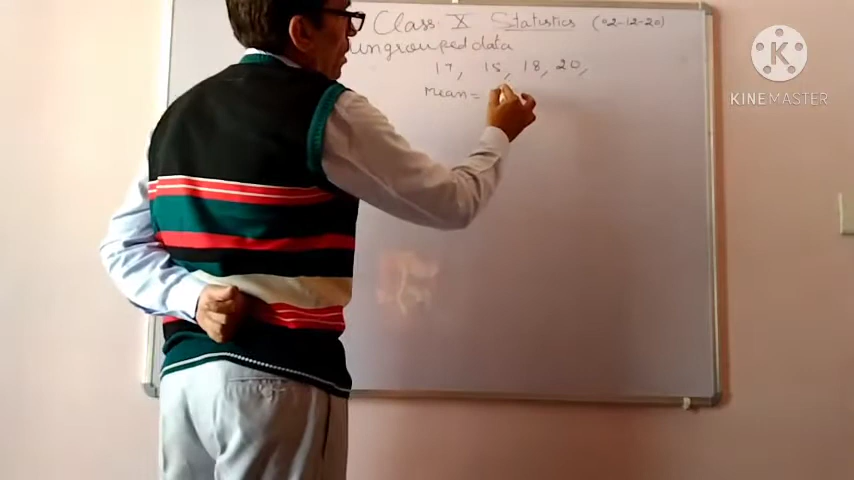 Class X Statistics (02-12-20)
ungrouped data
17, 15, 18, 20,
Mean =
K
KINEMASTER